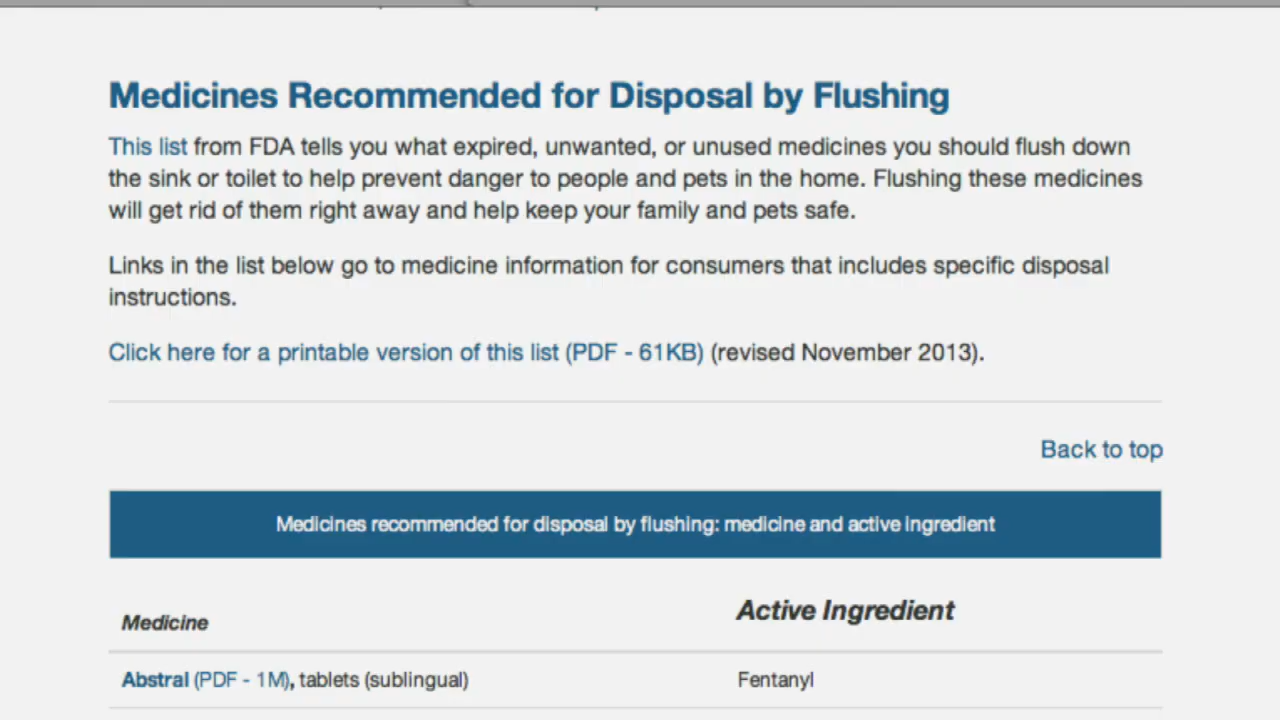 Medicines Recommended for Disposal by Flushing
This list from FDA tells you what expired, unwanted, or unused medicines you should flush down
the sink or toilet to help prevent danger to people and pets in the home. Flushing these medicines
will get rid of them right away and help keep your family and pets safe.
Links in the list below go to medicine information for consumers that includes specific disposal
instructions.
Click here for a printable version of this list (PDF - 61KB) (revised November 2013).
Back to top
Medicines recommended for disposal by flushing: medicine and active ingredient
Medicine Active Ingredient
Abstral (PDF - 1M), tablets (sublingual) Fentanyl